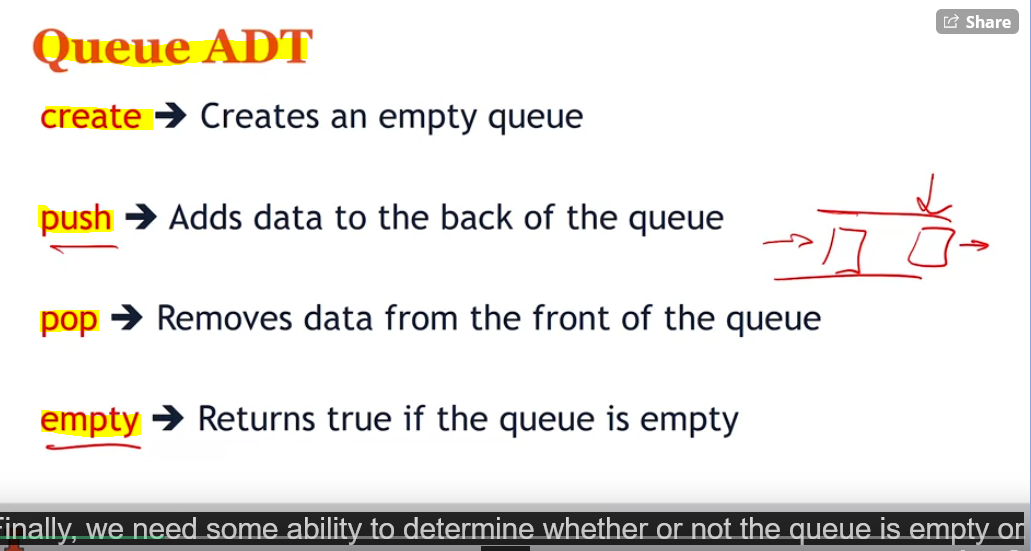 Share
Queue ADT
create ➔ Creates an empty queue
push ➔ Adds data to the back of the queue
pop ➔ Removes data from the front of the queue
empty ➔ Returns true if the queue is empty
Finally, we need some ability to determine whether or not the queue is empty or